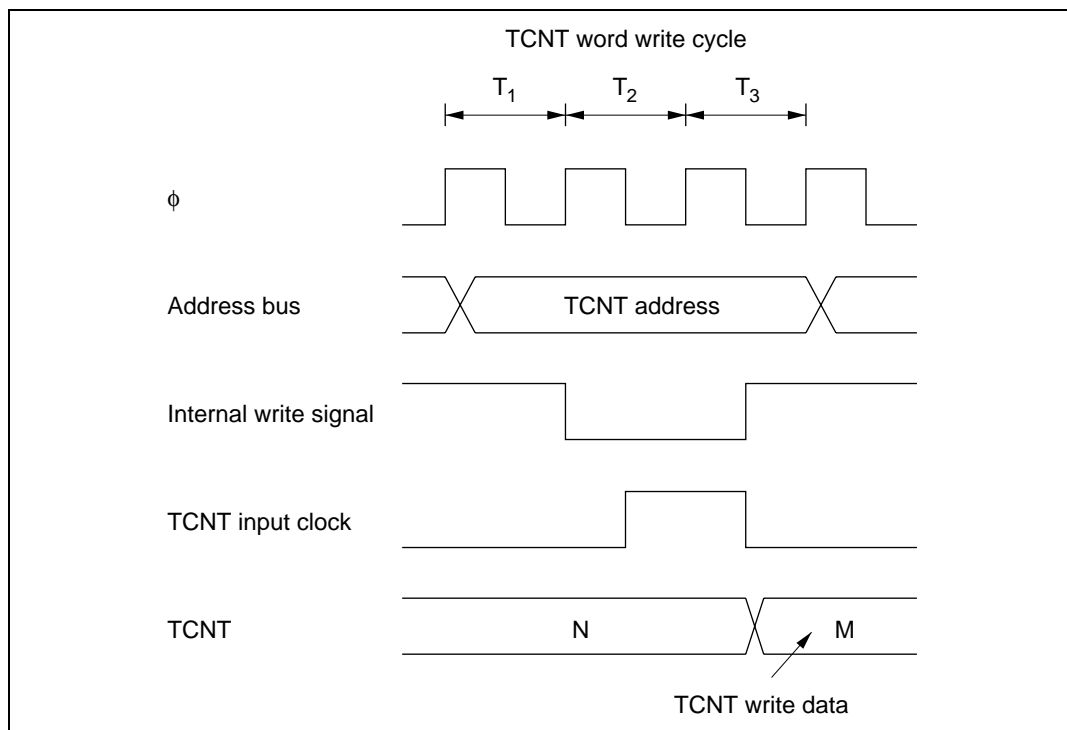 TCNT word write cycle
T1 T2 T3
ϕ
Address bus
TCNT address
Internal write signal
TCNT input clock
TCNT
N
M
TCNT write data